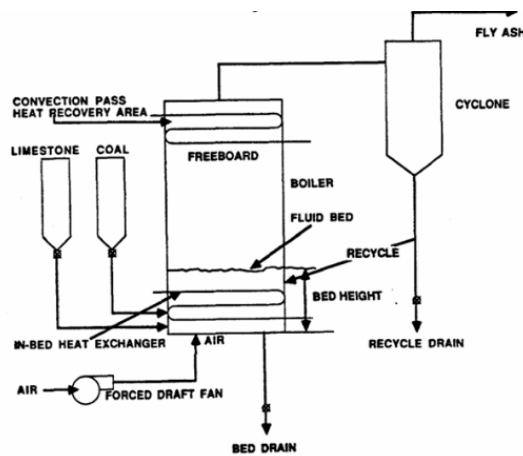 FLY ASH
CONVECTION PASS
HEAT RECOVERY AREA
CYCLONE
LIMESTONE
COAL
FREEBOARD
BOILER
FLUID BED
RECYCLE
BED HEIGHT
IN-BED HEAT EXCHANGER
AIR
RECYCLE DRAIN
AIR
FORCED DRAFT FAN
BED DRAIN